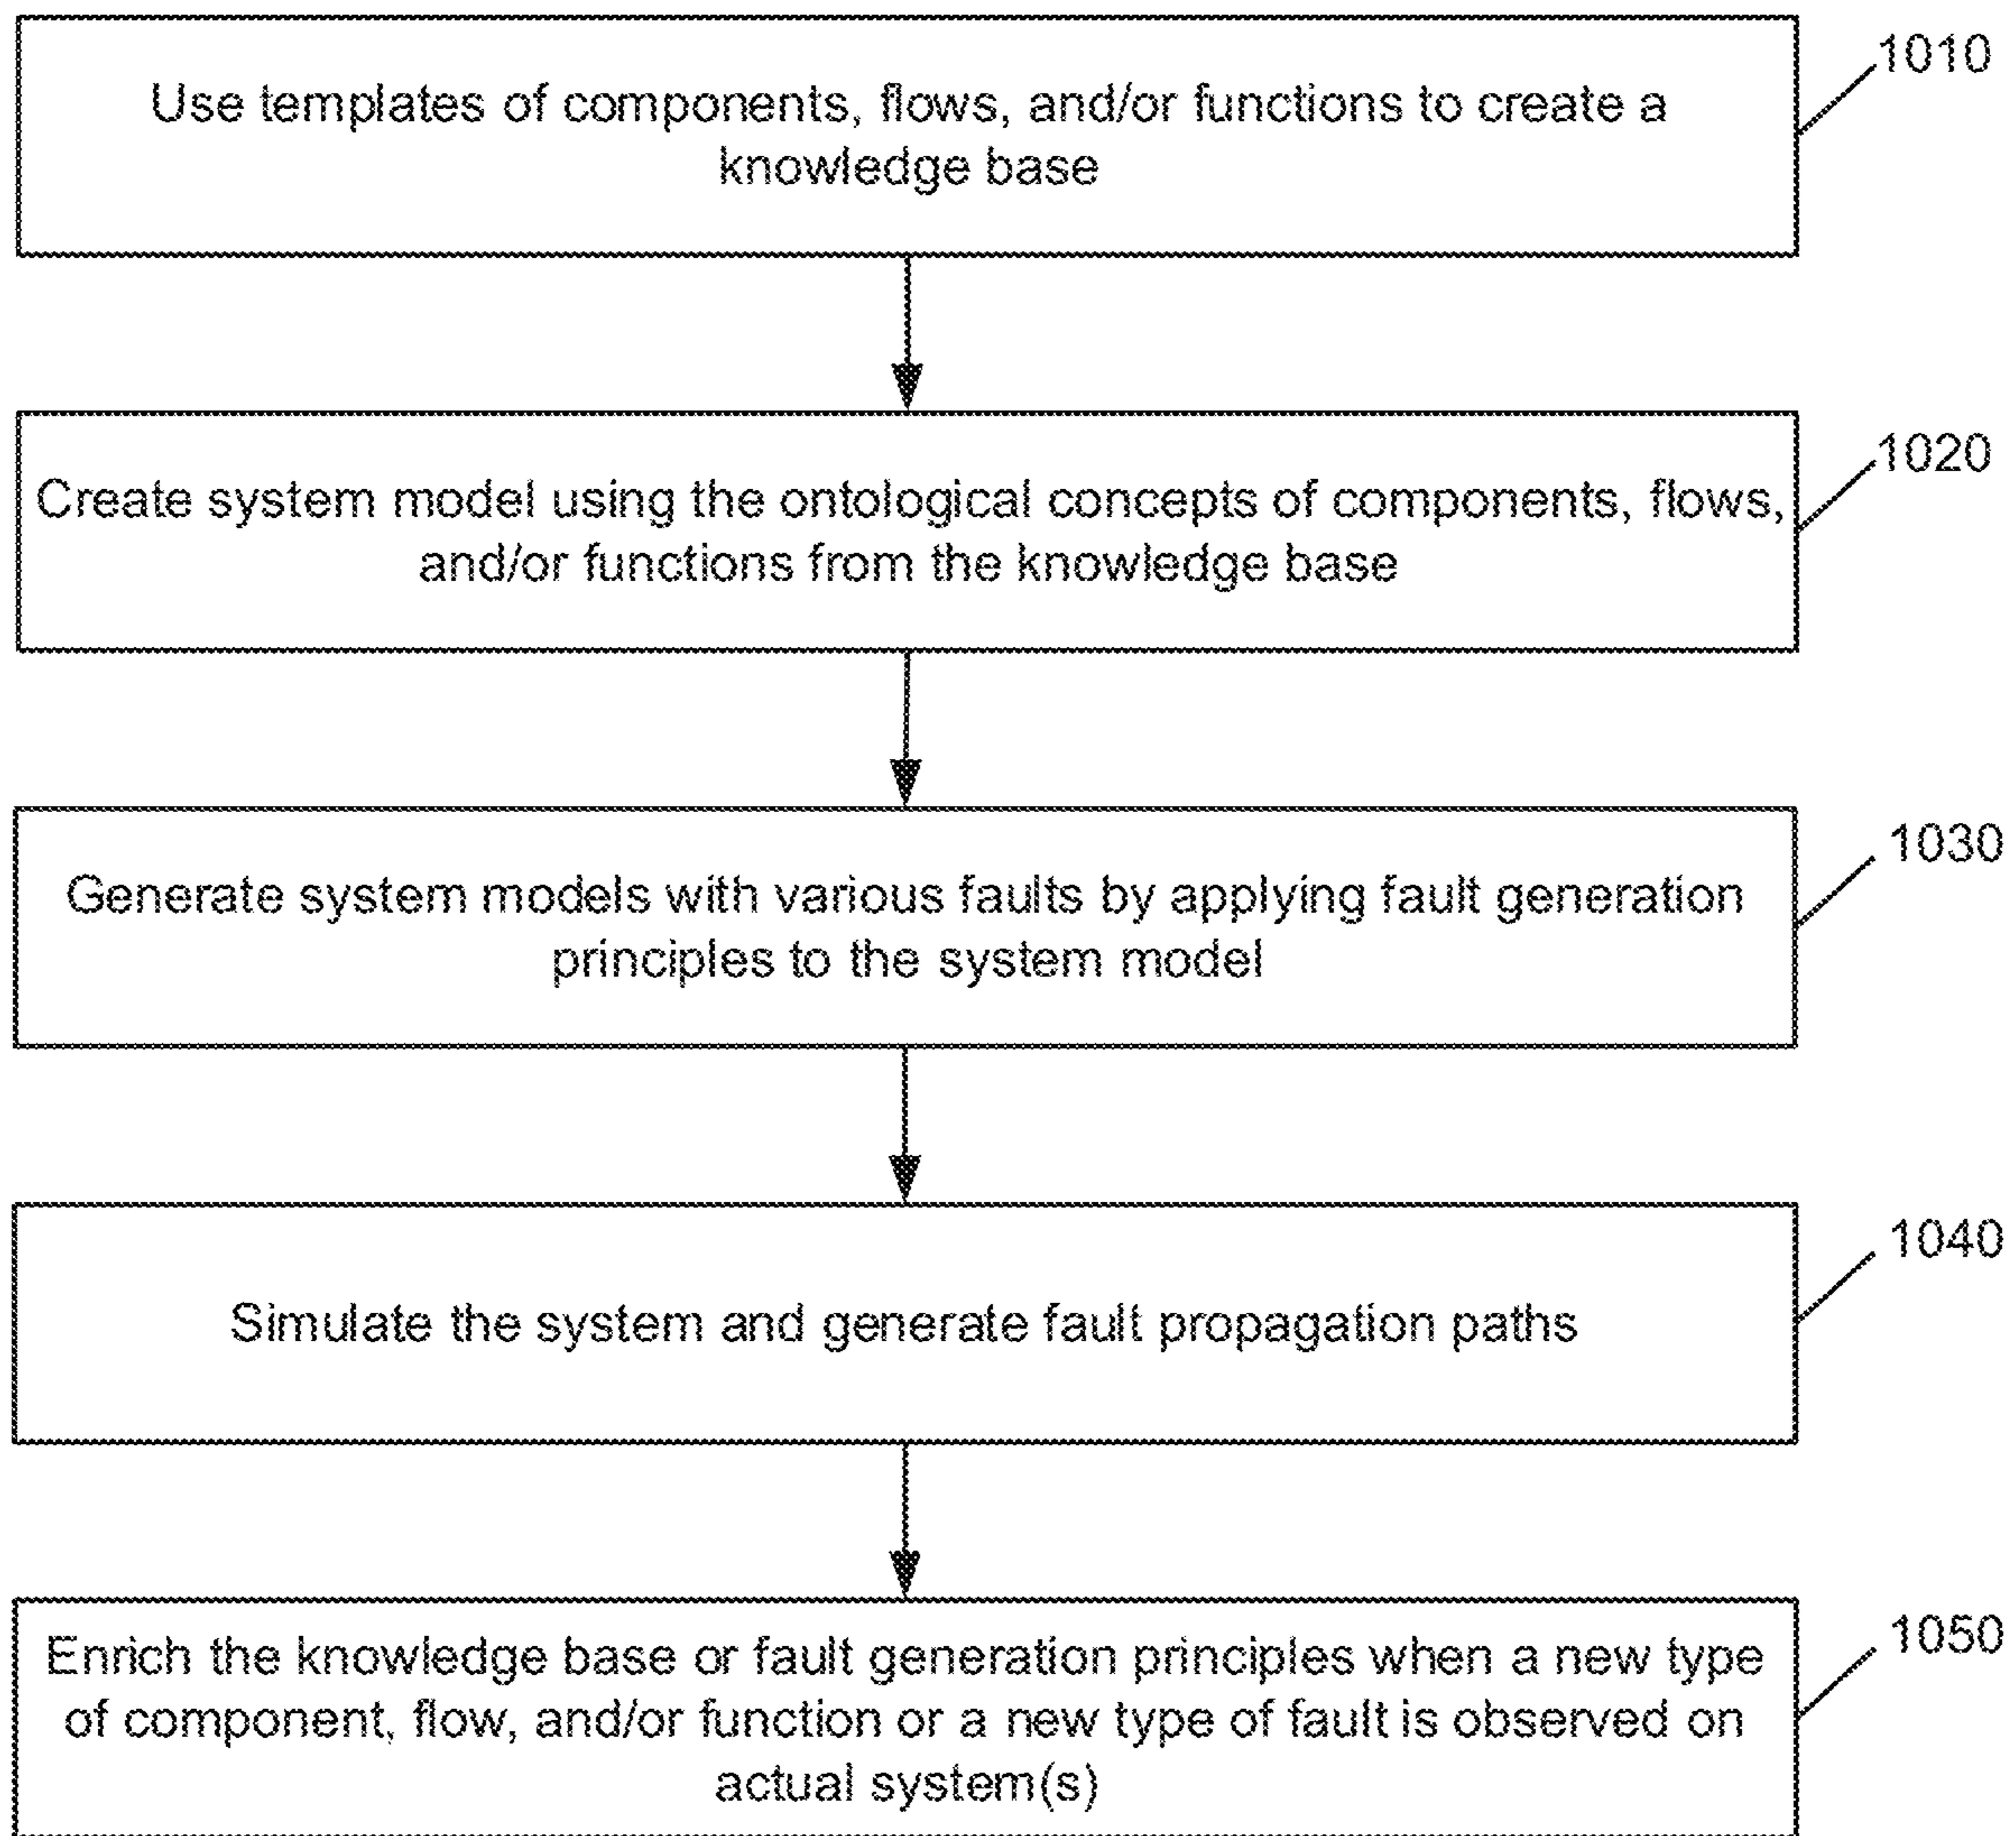 1010
Use templates of components, flows, and/or functions to create a
knowledge base
1020
Create system model using the ontological concepts of components, flows,
and/or functions from the knowledge base
1030
Generate system models with various faults by applying fault generation
principles to the system model
1040
Simulate the system and generate fault propagation paths
1050
Enrich the knowledge base or fault generation principles when a new type
of component, flow, and/or function or a new type of fault is observed on
actual system(s)